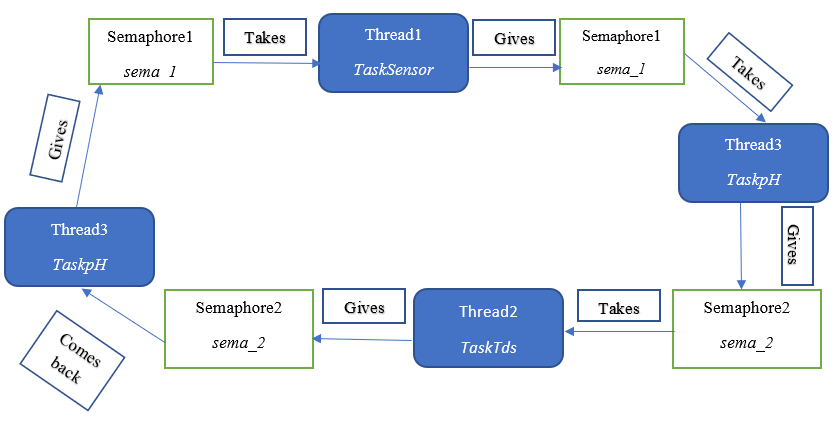 Semaphore1
sema_1
Takes
Thread1
TaskSensor
Gives
Semaphore1
sema_1
Takes
Thread3
TaskpH
Gives
Semaphore2
sema_2
Takes
Thread2
TaskTds
Gives
Semaphore2
sema_2
Comes
back
Thread3
TaskpH
Gives